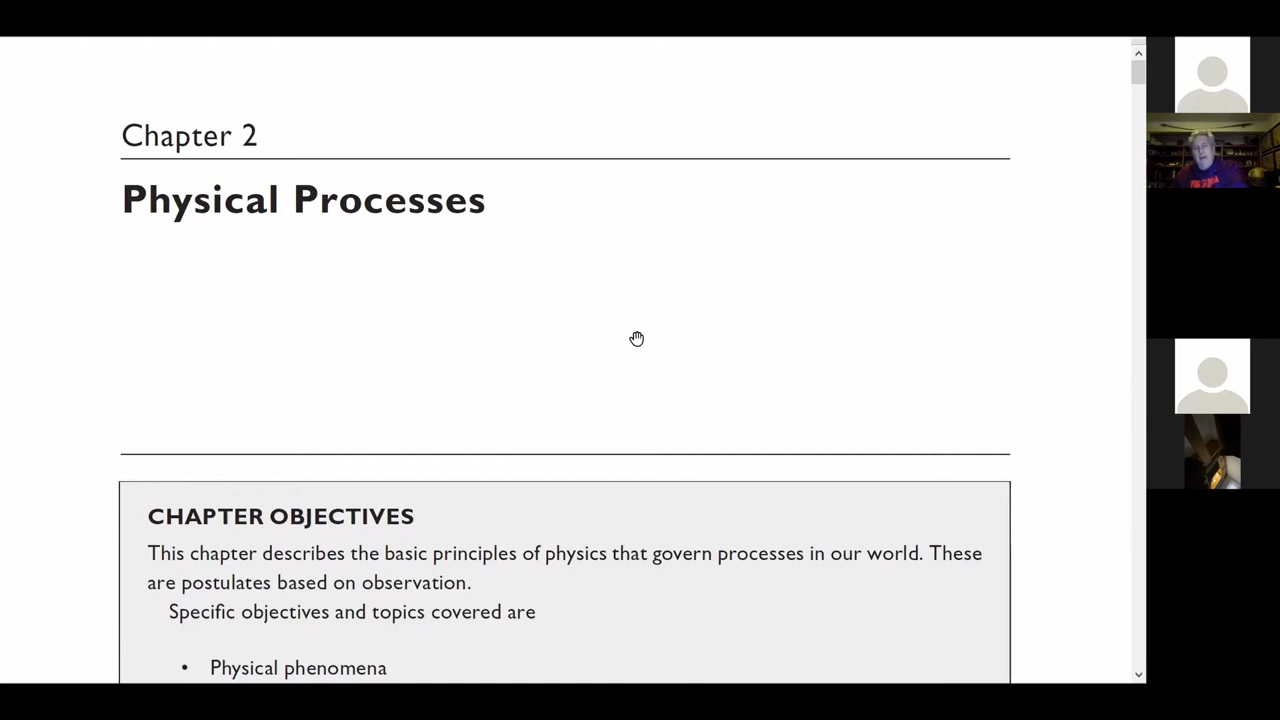 Chapter 2
Physical Processes
CHAPTER OBJECTIVES
This chapter describes the basic principles of physics that govern processes in our world. These
are postulates based on observation.
Specific objectives and topics covered are
• Physical phenomena